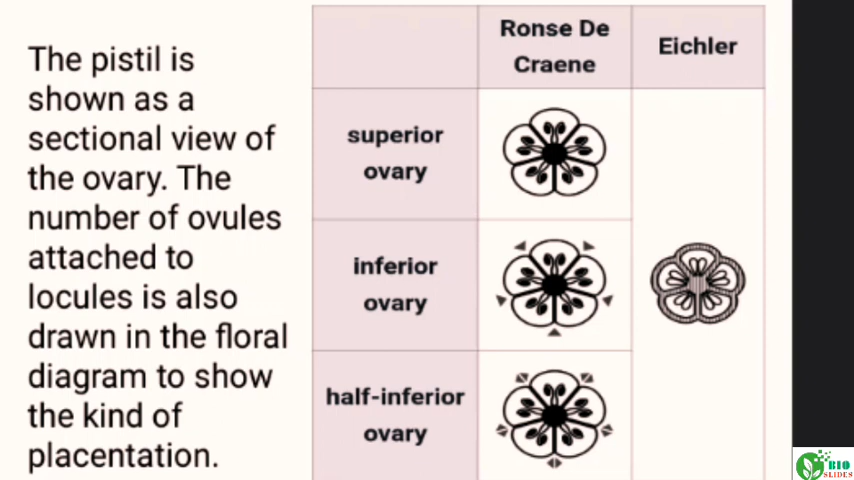 The pistil is
shown as a
sectional view of
the ovary. The
number of ovules
attached to
locules is also
drawn in the floral
diagram to show
the kind of
placentation.
Ronse De
Craene
Eichler
superior
ovary
inferior
ovary
half-inferior
ovary
BIO
SLIDES